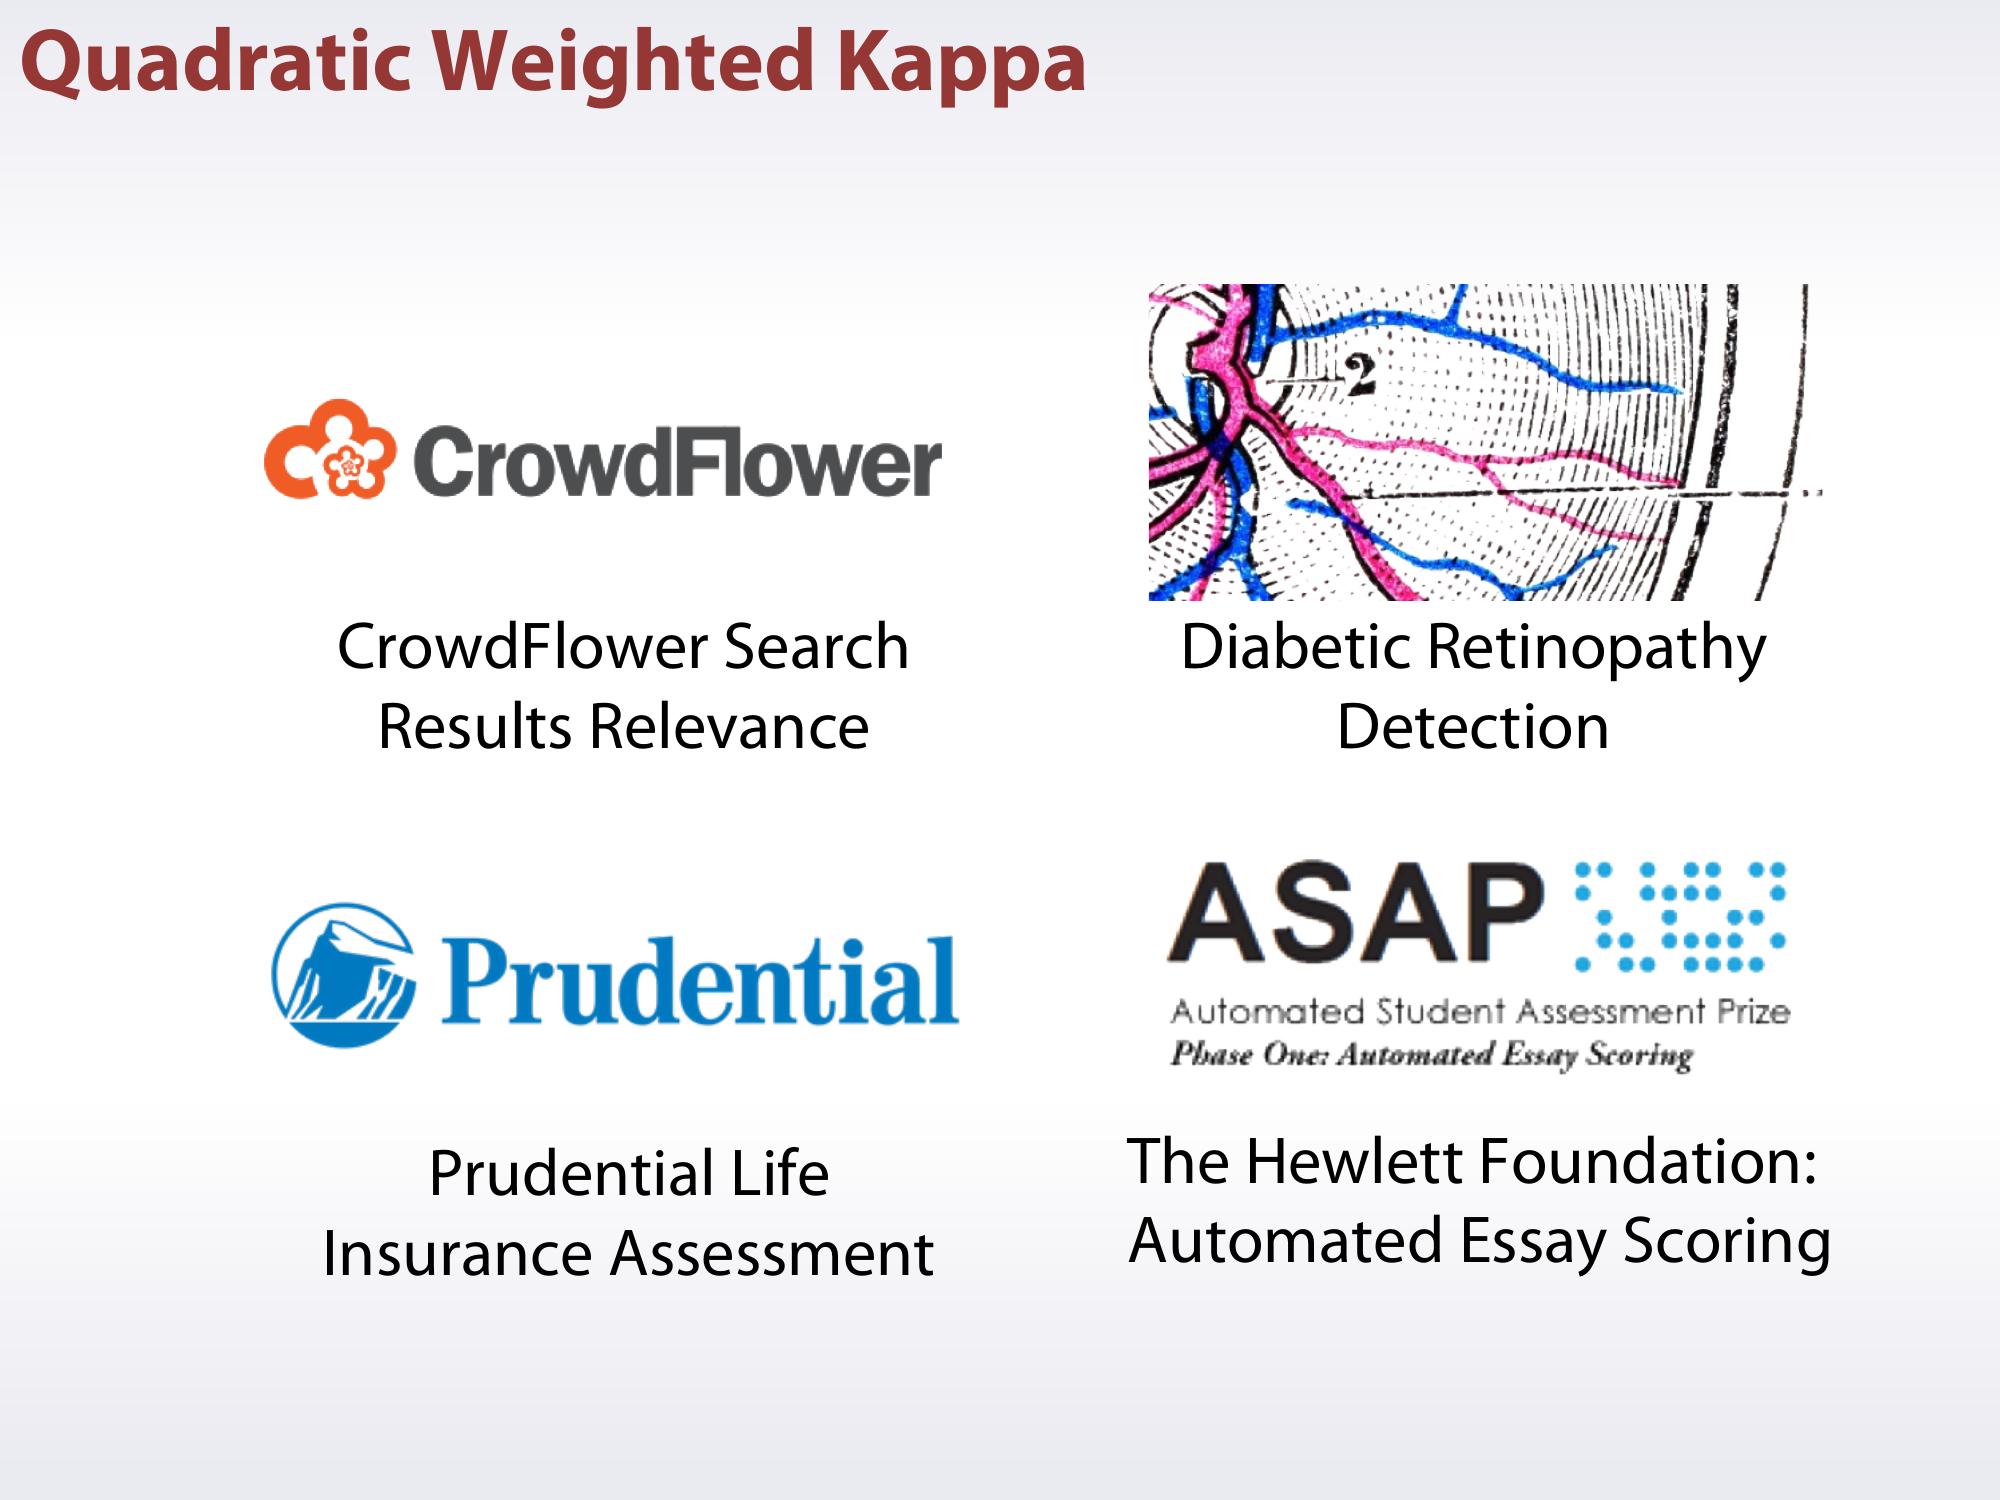 Quadratic Weighted Kappa
CrowdFlower
CrowdFlower Search
Results Relevance
2
Diabetic Retinopathy
Detection
Prudential
Prudential Life
Insurance Assessment
ASAP
Automated Student Assessment Prize
Phase One: Automated Essay Scoring
The Hewlett Foundation:
Automated Essay Scoring